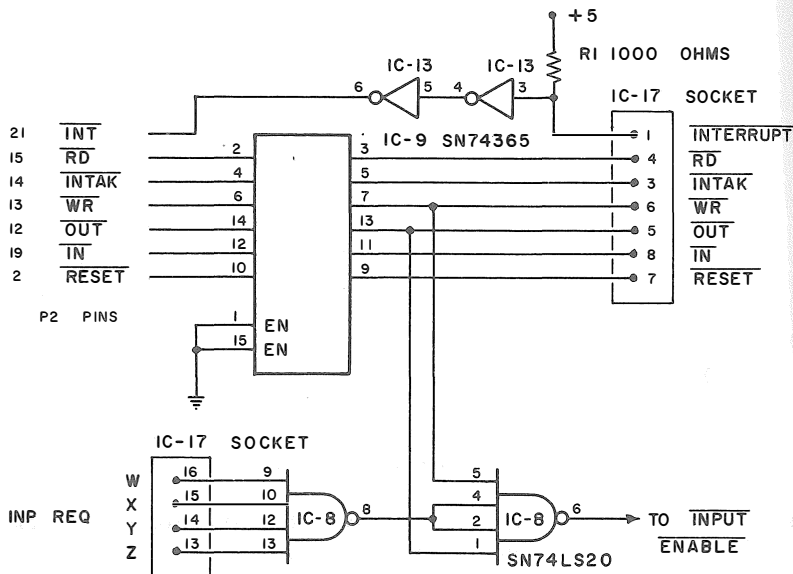 +5
R1 1000 OHMS
IC-13 IC-13
6 5 4 3
IC-17 SOCKET
IC-9 SN74365
21 INT
15 RD 2 3
14 INTAK 4 5
13 WR 6 7
12 OUT 14 13
19 IN 12 11
2 RESET 10 9
1 INTERRUPT
4 RD
3 INTAK
6 WR
5 OUT
8 IN
7 RESET
P2 PINS
1 EN
15 EN
IC-17 SOCKET
INP REQ
W 16 9
X 15 10
Y 14 12
Z 13 13
IC-8 8
5
4
2
1
IC-8 6
SN74LS20
TO INPUT
ENABLE